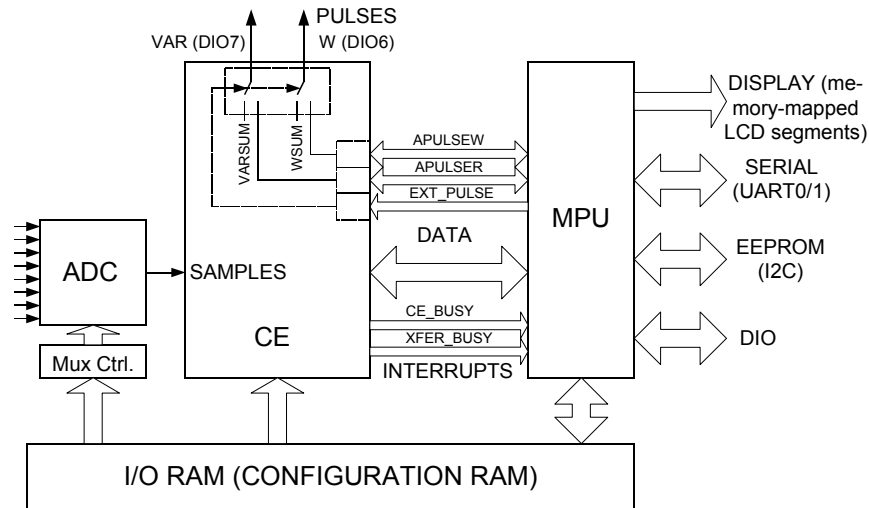 PULSES
VAR (DIO7)
W (DIO6)
VARSUM
WSUM
APULSEW
APULSER
EXT_PULSE
DISPLAY (me-
mory-mapped
LCD segments)
SERIAL
(UART0/1)
MPU
DATA
EEPROM
(I2C)
ADC
SAMPLES
CE_BUSY
XFER_BUSY
INTERRUPTS
CE
DIO
Mux Ctrl.
I/O RAM (CONFIGURATION RAM)